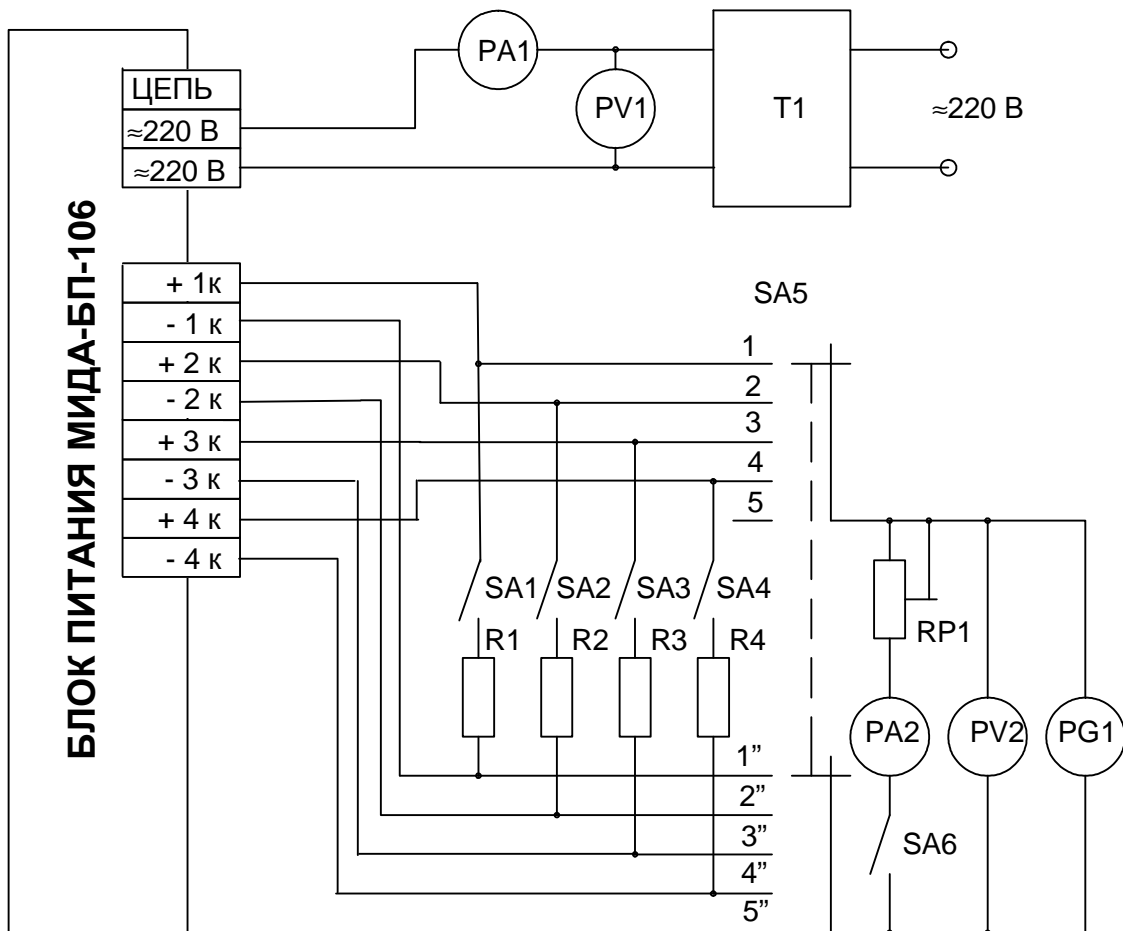 БЛОК ПИТАНИЯ МИДА-БП-106
ЦЕПЬ
≈220 В
≈220 В
PA1
PV1
T1
≈220 В
+ 1к
- 1 к
+ 2 к
- 2 к
+ 3 к
- 3 к
+ 4 к
- 4 к
SA5
1
2
3
4
5
SA1
SA2
SA3
SA4
R1
R2
R3
R4
RP1
PA2
PV2
PG1
1”
2”
3”
4”
5”
SA6